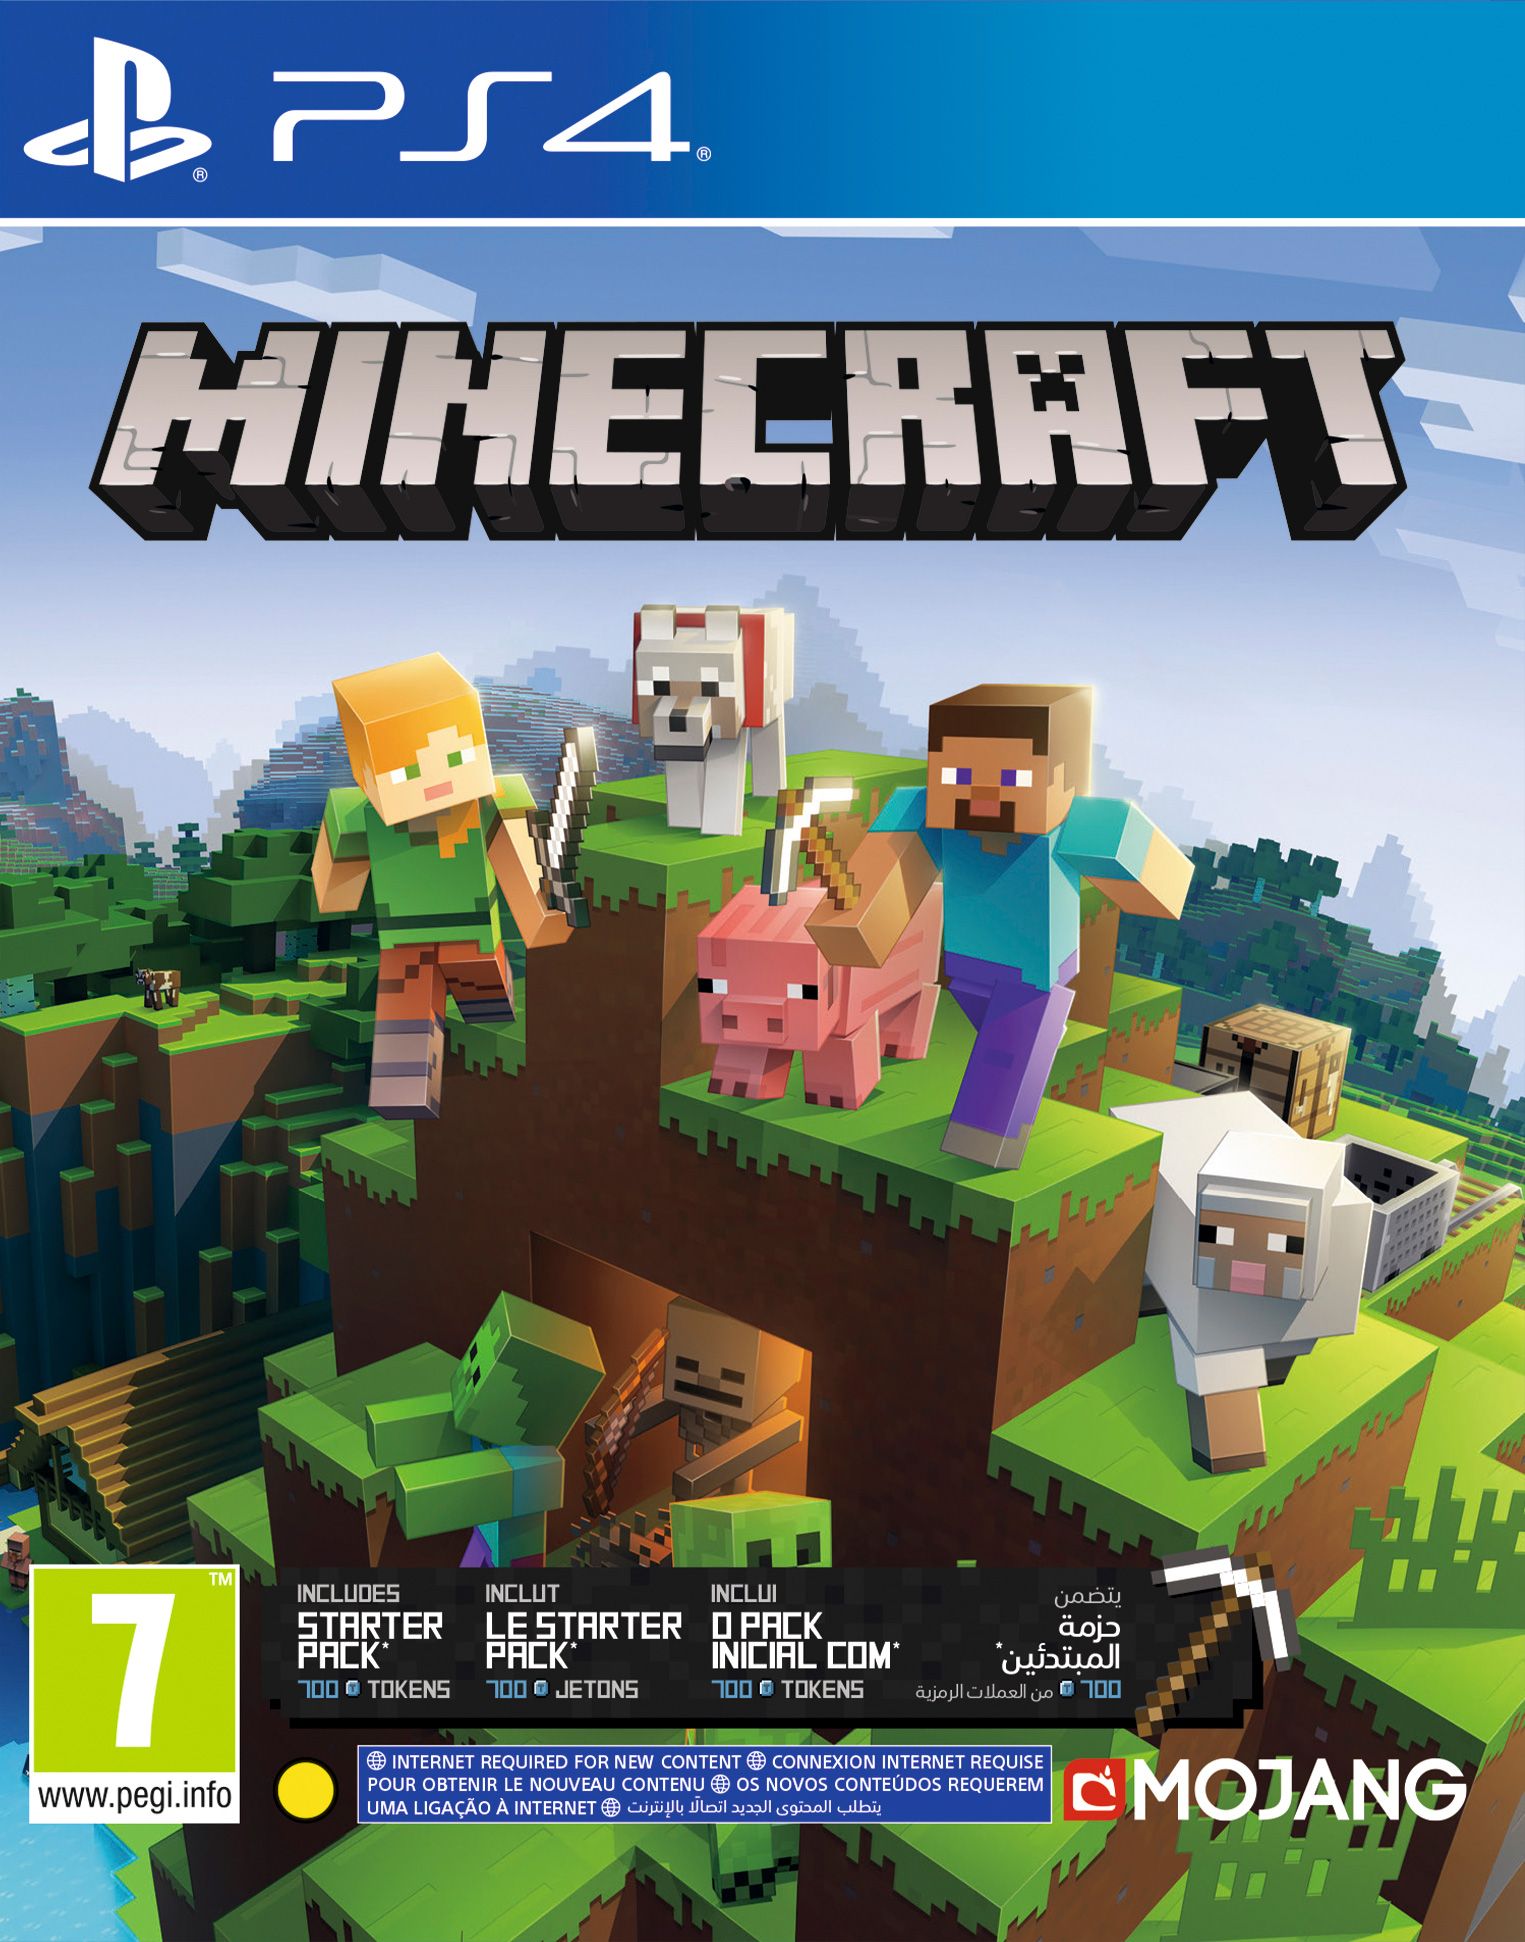 PS4®
MINECRAFT
INCLUDES
STARTER
PACK*
700 TOKENS
INCLUT
LE STARTER
PACK*
700 JETONS
INCLUI
O PACK
INICIAL COM*
700 TOKENS
يتضمن
حزمة
المبتدئين*
700 من العملات الرمزية
7™
www.pegi.info
INTERNET REQUIRED FOR NEW CONTENT CONNEXION INTERNET REQUISE
POUR OBTENIR LE NOUVEAU CONTENU OS NOVOS CONTEÚDOS REQUEREM
UMA LIGAÇÃO À INTERNET يتطلب المحتوى الجديد اتصالًا بالإنترنت
MOJANG